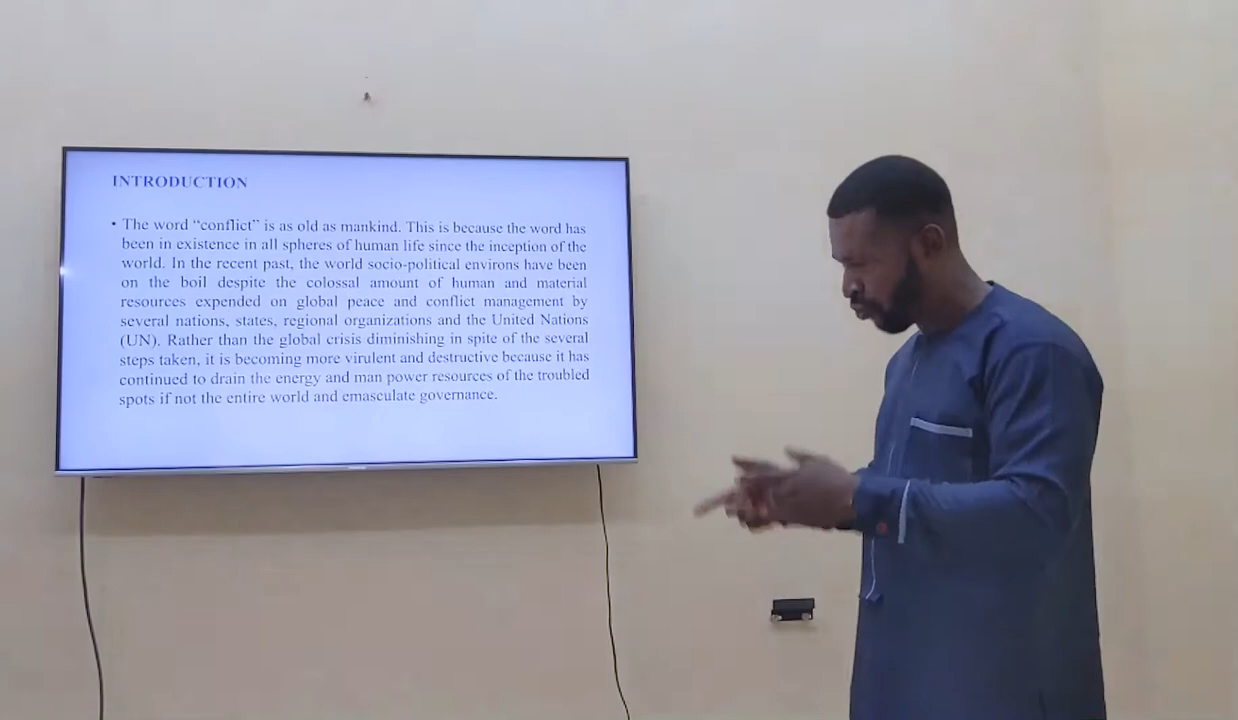 INTRODUCTION
• The word “conflict” is as old as mankind. This is because the word has
been in existence in all spheres of human life since the inception of the
world. In the recent past, the world socio-political environs have been
on the boil despite the colossal amount of human and material
resources expended on global peace and conflict management by
several nations, states, regional organizations and the United Nations
(UN). Rather than the global crisis diminishing in spite of the several
steps taken, it is becoming more virulent and destructive because it has
continued to drain the energy and man power resources of the troubled
spots if not the entire world and emasculate governance.